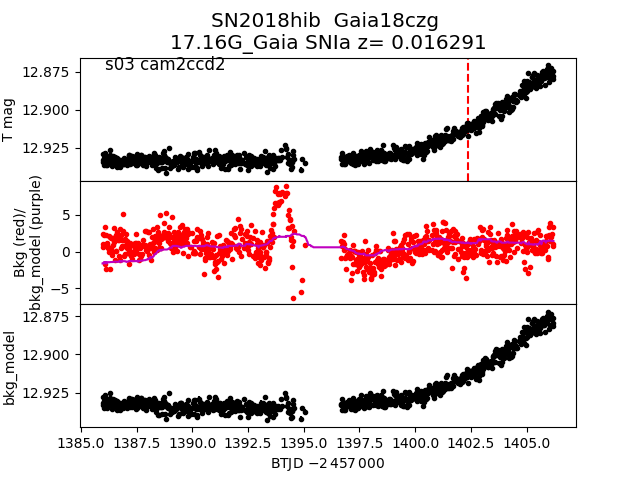 SN2018hib  Gaia18czg
17.16G_Gaia SNIa z= 0.016291
s03 cam2ccd2
T mag
12.875
12.900
12.925
Bkg (red)/
bkg_model (purple)
5
0
−5
bkg_model
12.875
12.900
12.925
1385.0 1387.5 1390.0 1392.5 1395.0 1397.5 1400.0 1402.5 1405.0
BTJD −2 457 000